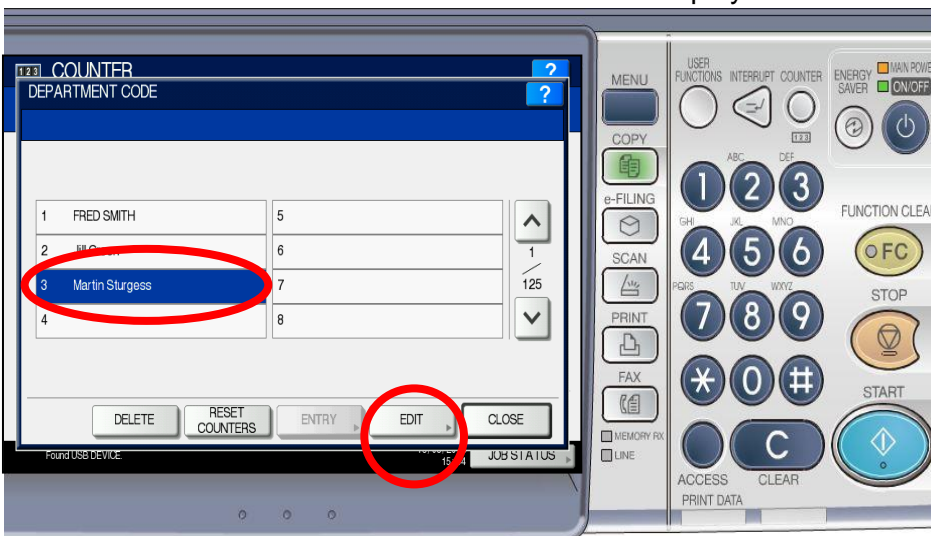 COUNTER
?
DEPARTMENT CODE
?
1 FRED SMITH
5
2
6
1
3 Martin Sturgess
7
125
4
8
DELETE
RESET
COUNTERS
ENTRY
EDIT
CLOSE
Found USB DEVICE.
JOB STATUS
MENU
COPY
e-FILING
SCAN
PRINT
FAX
MEMORY RX
LINE
USER
FUNCTIONS
INTERRUPT
COUNTER
123
ENERGY
SAVER
MAIN POWE
ON/OFF
ABC
DEF
1
2
3
GHI
JKL
MNO
4
5
6
PQRS
TUV
WXYZ
7
8
9
*
0
#
C
ACCESS
CLEAR
PRINT DATA
FUNCTION CLEA
FC
STOP
START